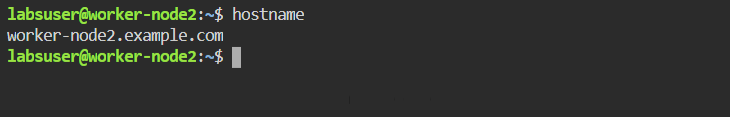 labsuser@worker-node2:~$ hostname
worker-node2.example.com
labsuser@worker-node2:~$